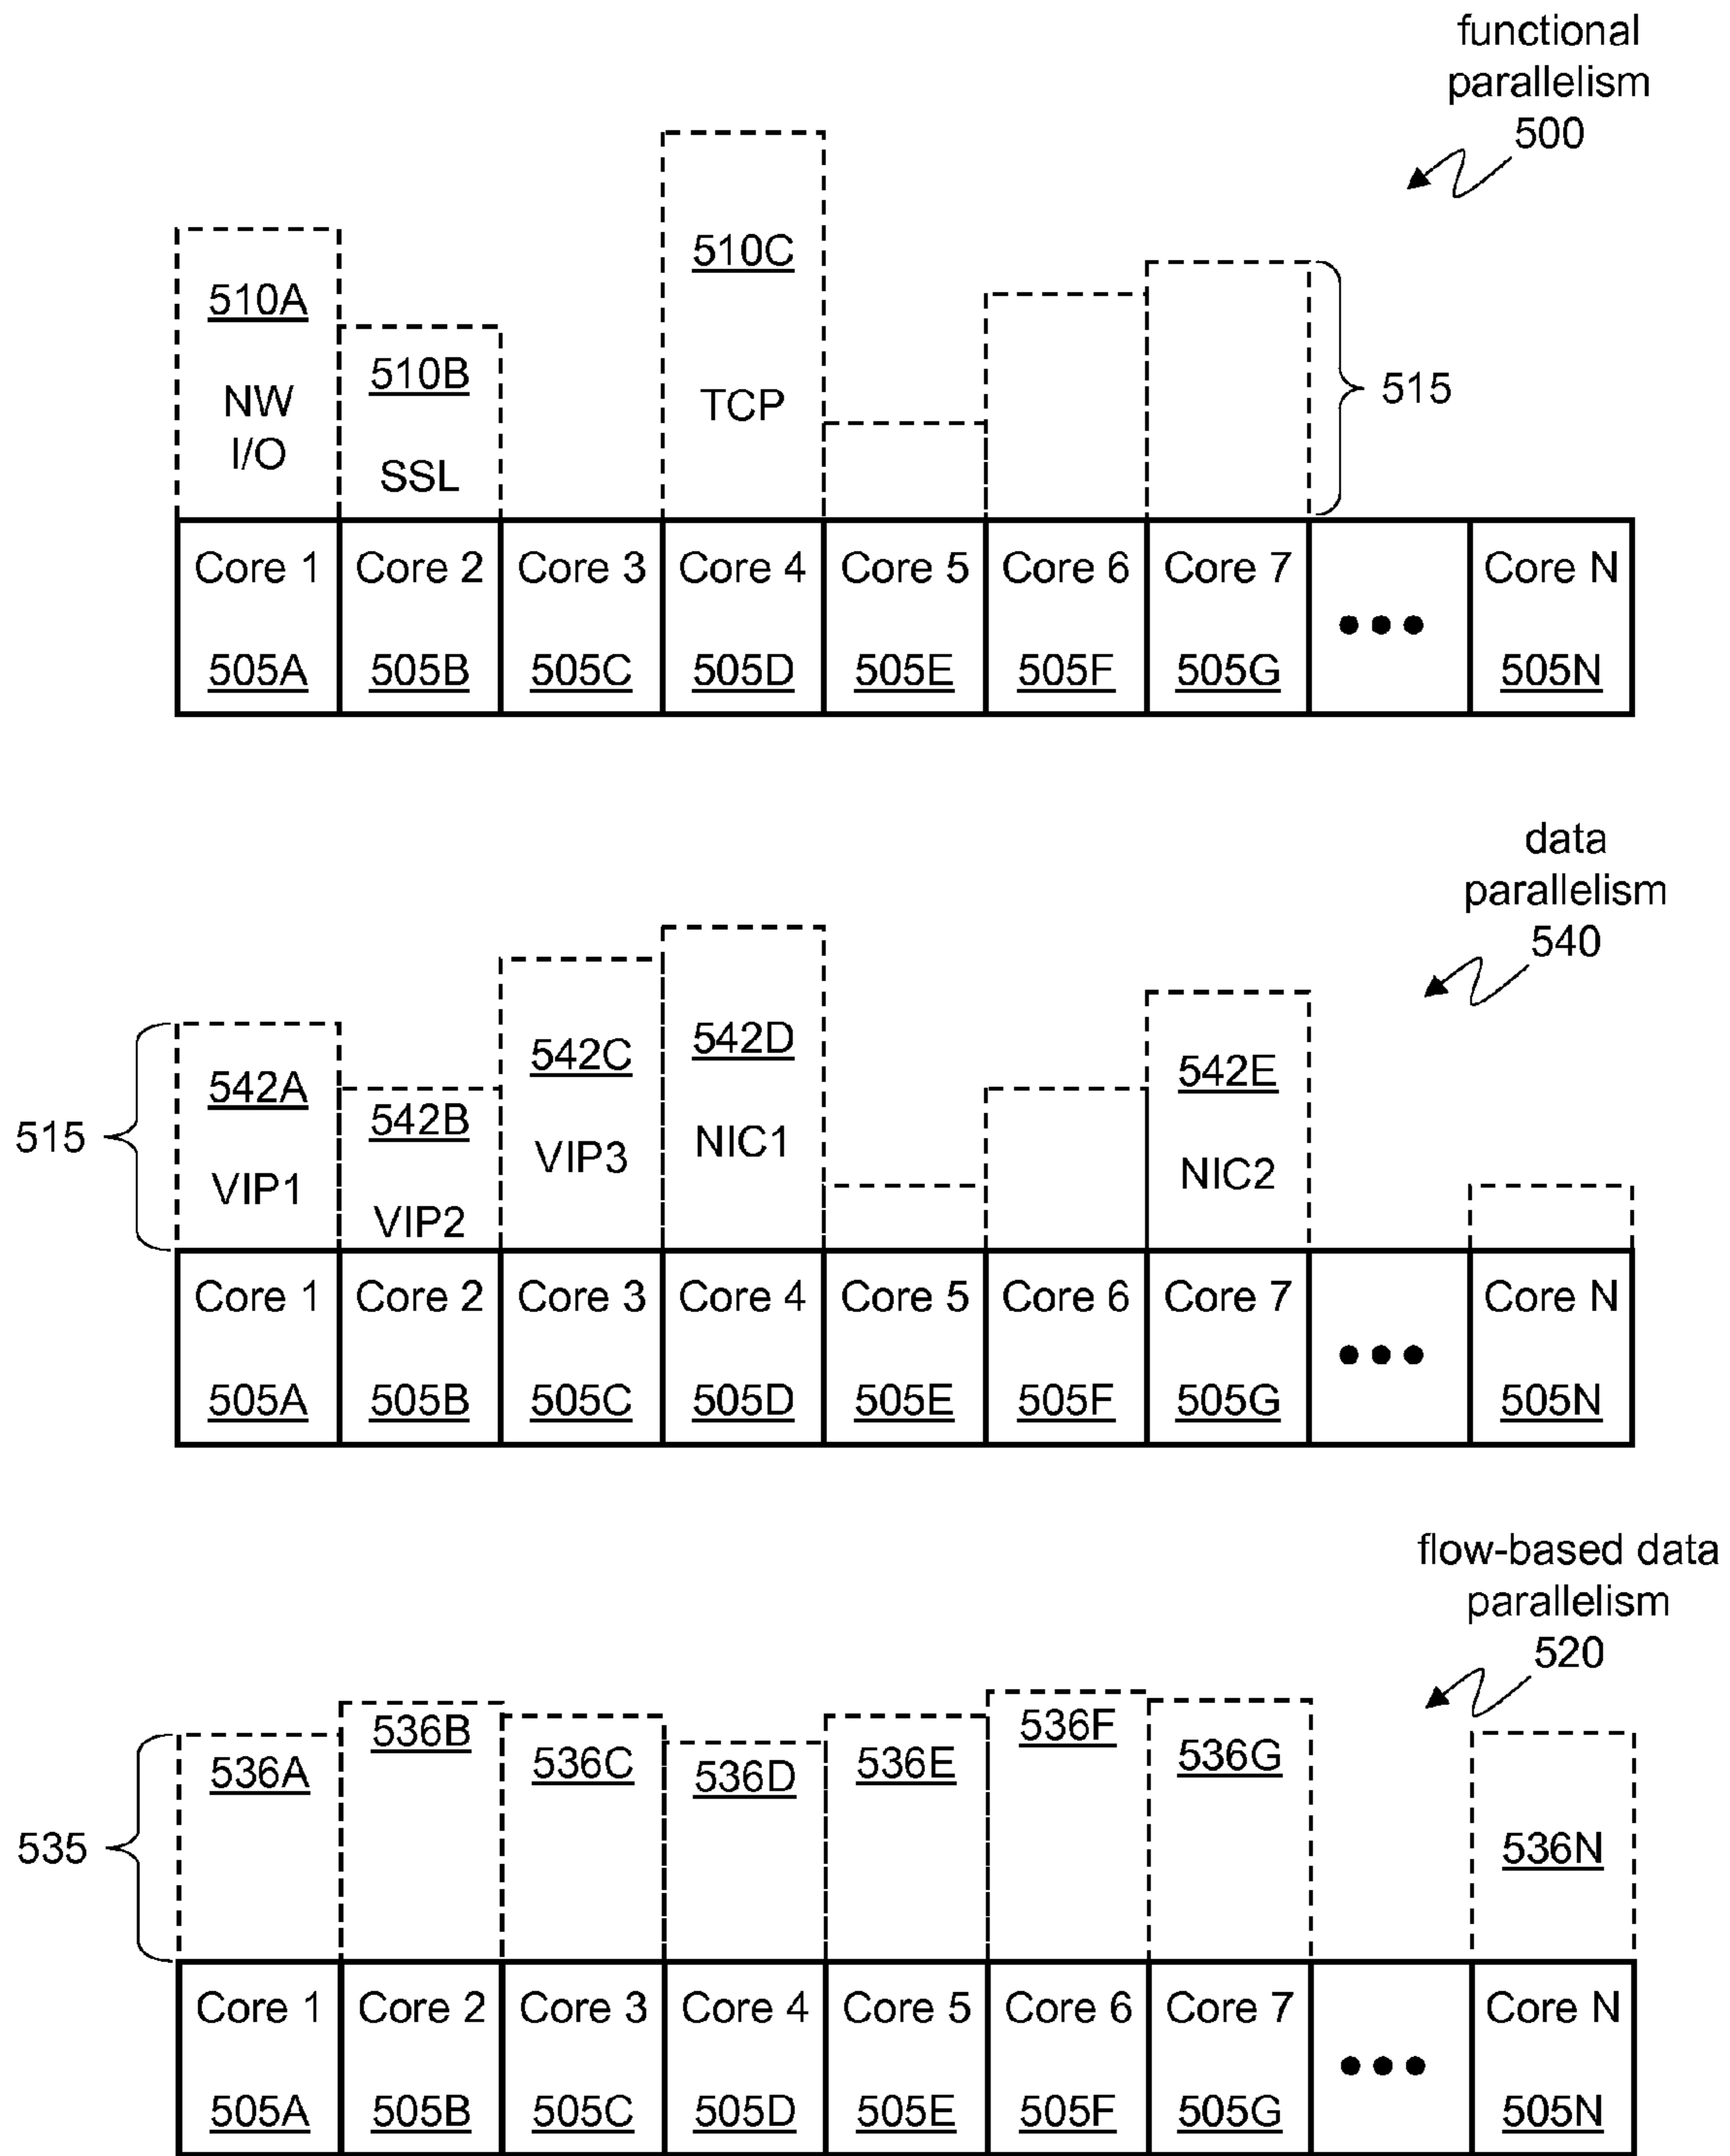 functional
parallelism
500
510A
NW
I/O
510B
SSL
510C
TCP
515
Core 1 Core 2 Core 3 Core 4 Core 5 Core 6 Core 7 Core N
505A 505B 505C 505D 505E 505F 505G 505N
data
parallelism
540
515
542A
VIP1
542B
VIP2
542C
VIP3
542D
NIC1
542E
NIC2
Core 1 Core 2 Core 3 Core 4 Core 5 Core 6 Core 7 Core N
505A 505B 505C 505D 505E 505F 505G 505N
flow-based data
parallelism
520
535
536A 536B 536C 536D 536E 536F 536G 536N
Core 1 Core 2 Core 3 Core 4 Core 5 Core 6 Core 7 Core N
505A 505B 505C 505D 505E 505F 505G 505N